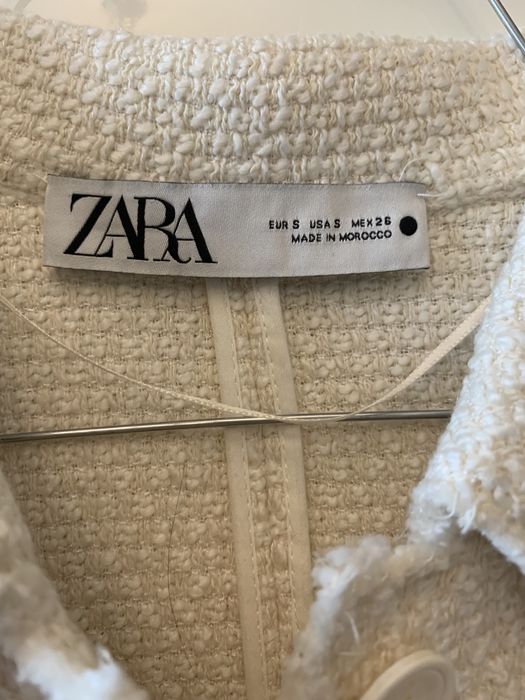 ZARA
EUR S USA S MEX 26
MADE IN MOROCCO